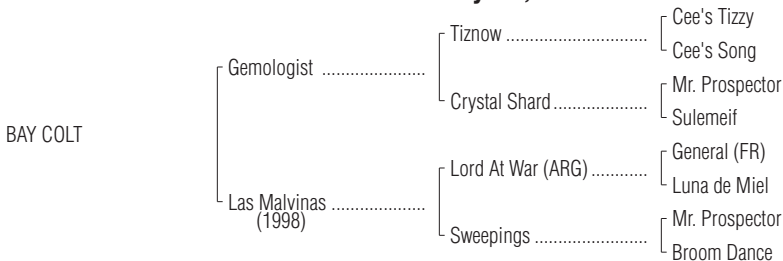 Cee's Tizzy
Tiznow ..............................
Cee's Song
Gemologist ......................
Mr. Prospector
Crystal Shard....................
Sulemeif
BAY COLT
General (FR)
Lord At War (ARG) ............
Luna de Miel
Las Malvinas ....................
(1998)
Mr. Prospector
Sweepings ........................
Broom Dance